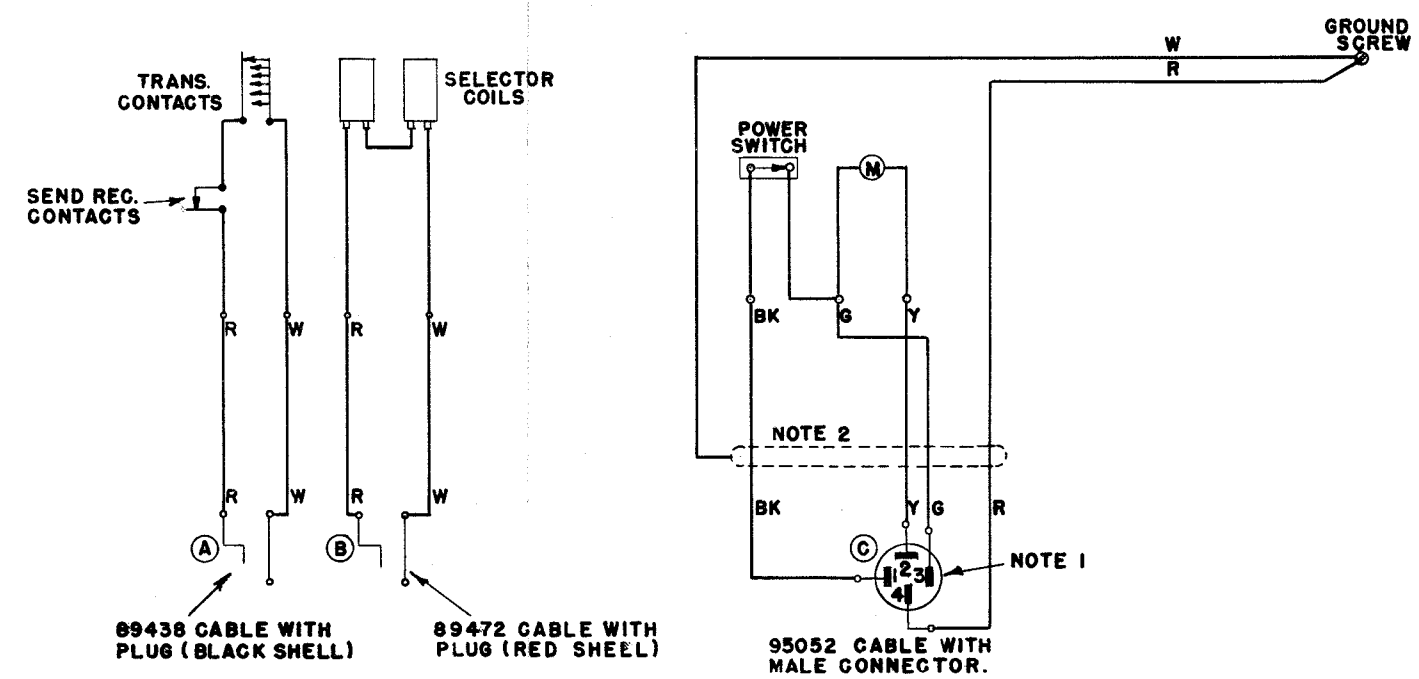 GROUND
SCREW
W
R
TRANS.
CONTACTS
SELECTOR
COILS
POWER
SWITCH
M
SEND REC.
CONTACTS
R
W
R
W
BK
G
Y
NOTE 2
R
W
R
W
BK
Y
G
R
A
B
C
NOTE 1
1
2
3
4
89438 CABLE WITH
PLUG (BLACK SHELL)
89472 CABLE WITH
PLUG (RED SHELL)
95052 CABLE WITH
MALE CONNECTOR.